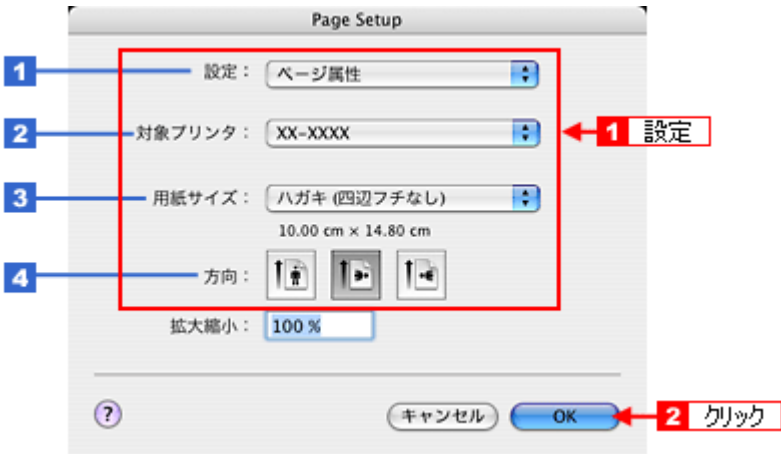 Page Setup
1 設定： ページ属性
2 対象プリンタ： XX-XXXX 1 設定
3 用紙サイズ： ハガキ (四辺フチなし)
10.00 cm × 14.80 cm
4 方向：
拡大縮小： 100 %
? キャンセル OK 2 クリック